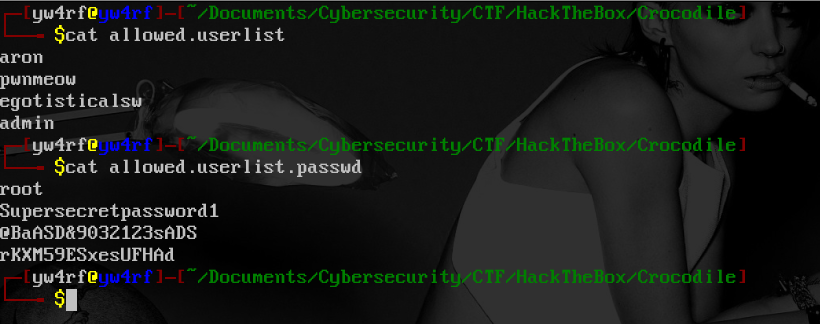 ┌─[yw4rf@yw4rf]-[~/Documents/Cybersecurity/CTF/HackTheBox/Crocodile]
└──╼ $cat allowed.userlist
aron
pwnmeow
egotisticalsw
admin
┌─[yw4rf@yw4rf]-[~/Documents/Cybersecurity/CTF/HackTheBox/Crocodile]
└──╼ $cat allowed.userlist.passwd
root
Supersecretpassword1
@BaASD&9032123sADS
rKXM59ESxesUFHAd
┌─[yw4rf@yw4rf]-[~/Documents/Cybersecurity/CTF/HackTheBox/Crocodile]
└──╼ $